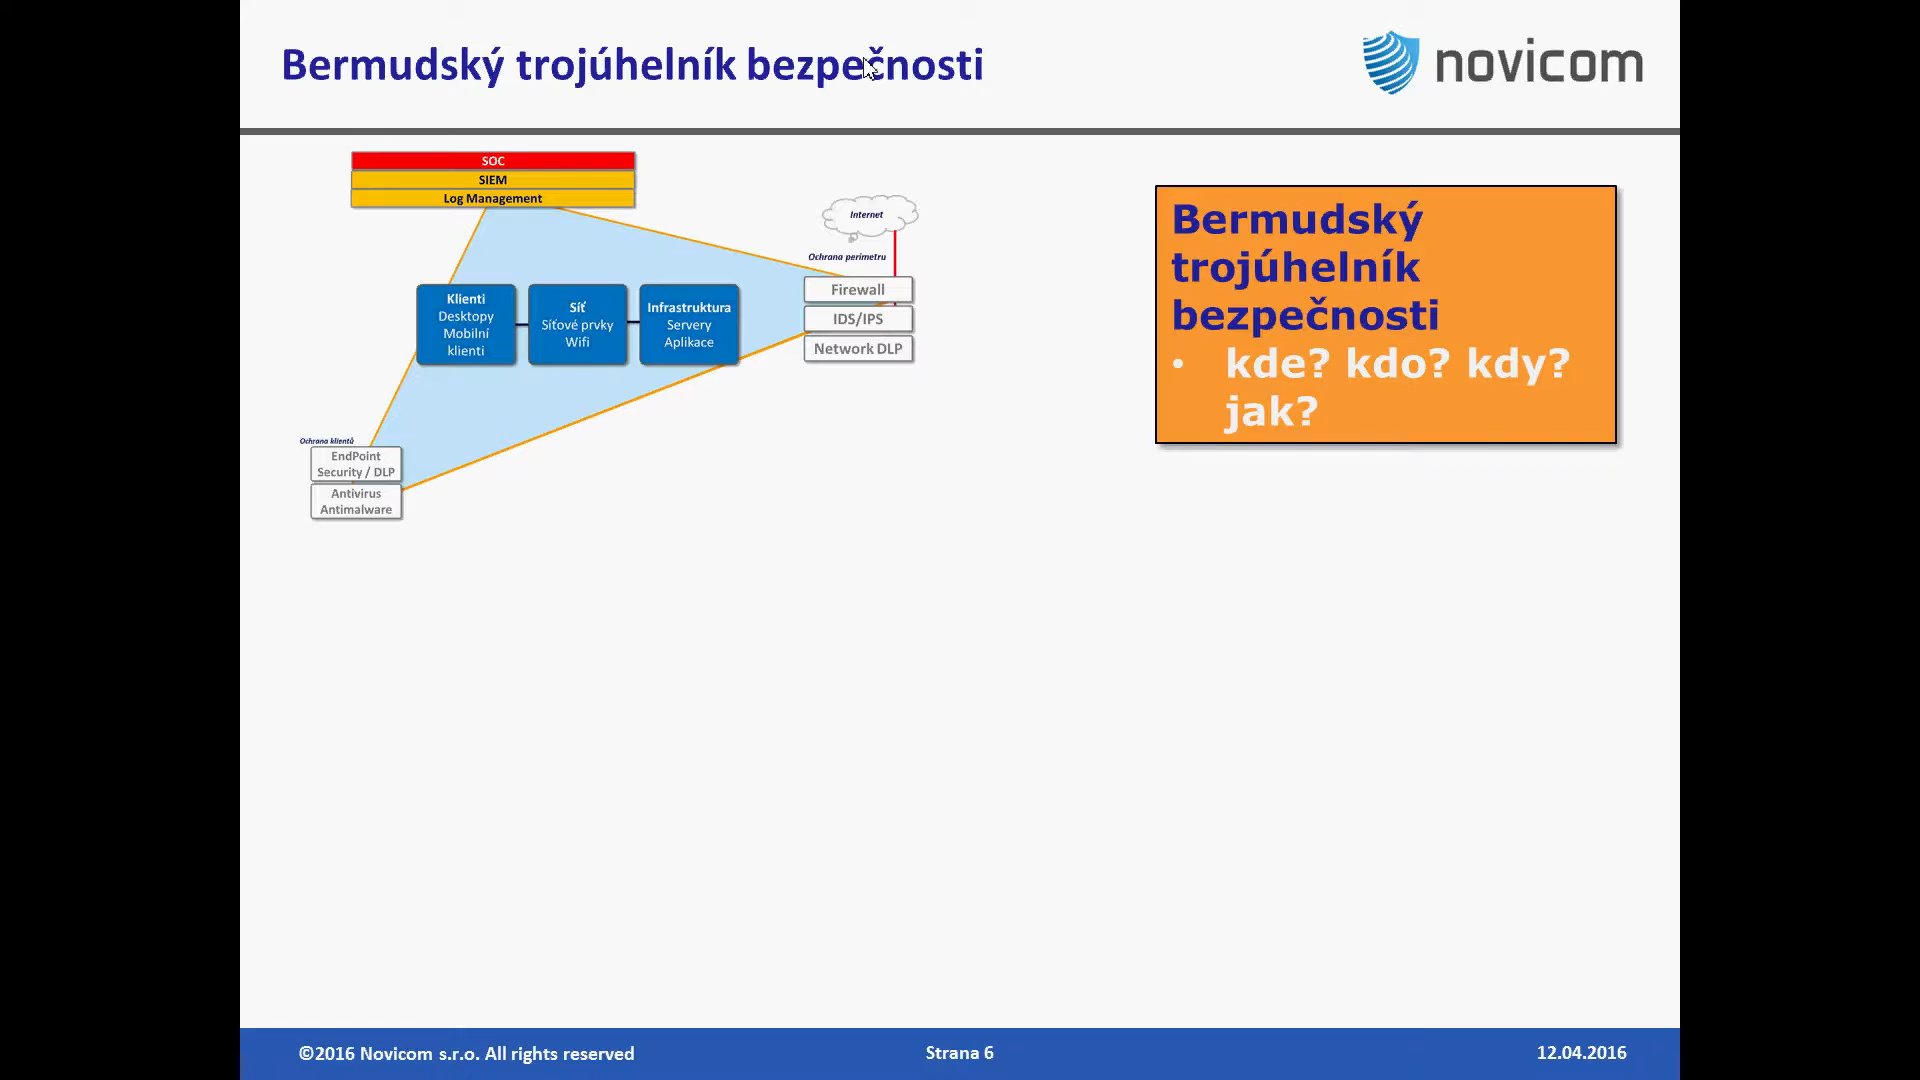 Bermudský trojúhelník bezpečnosti
novicom
SOC
SIEM
Log Management
Internet
Ochrana perimetru
Firewall
IDS/IPS
Network DLP
Klienti
Desktopy
Mobilní
klienti
Síť
Síťové prvky
Wifi
Infrastruktura
Servery
Aplikace
Ochrana klientů
EndPoint
Security / DLP
Antivirus
Antimalware
Bermudský
trojúhelník
bezpečnosti
• kde? kdo? kdy?
jak?
©2016 Novicom s.r.o. All rights reserved
Strana 6
12.04.2016